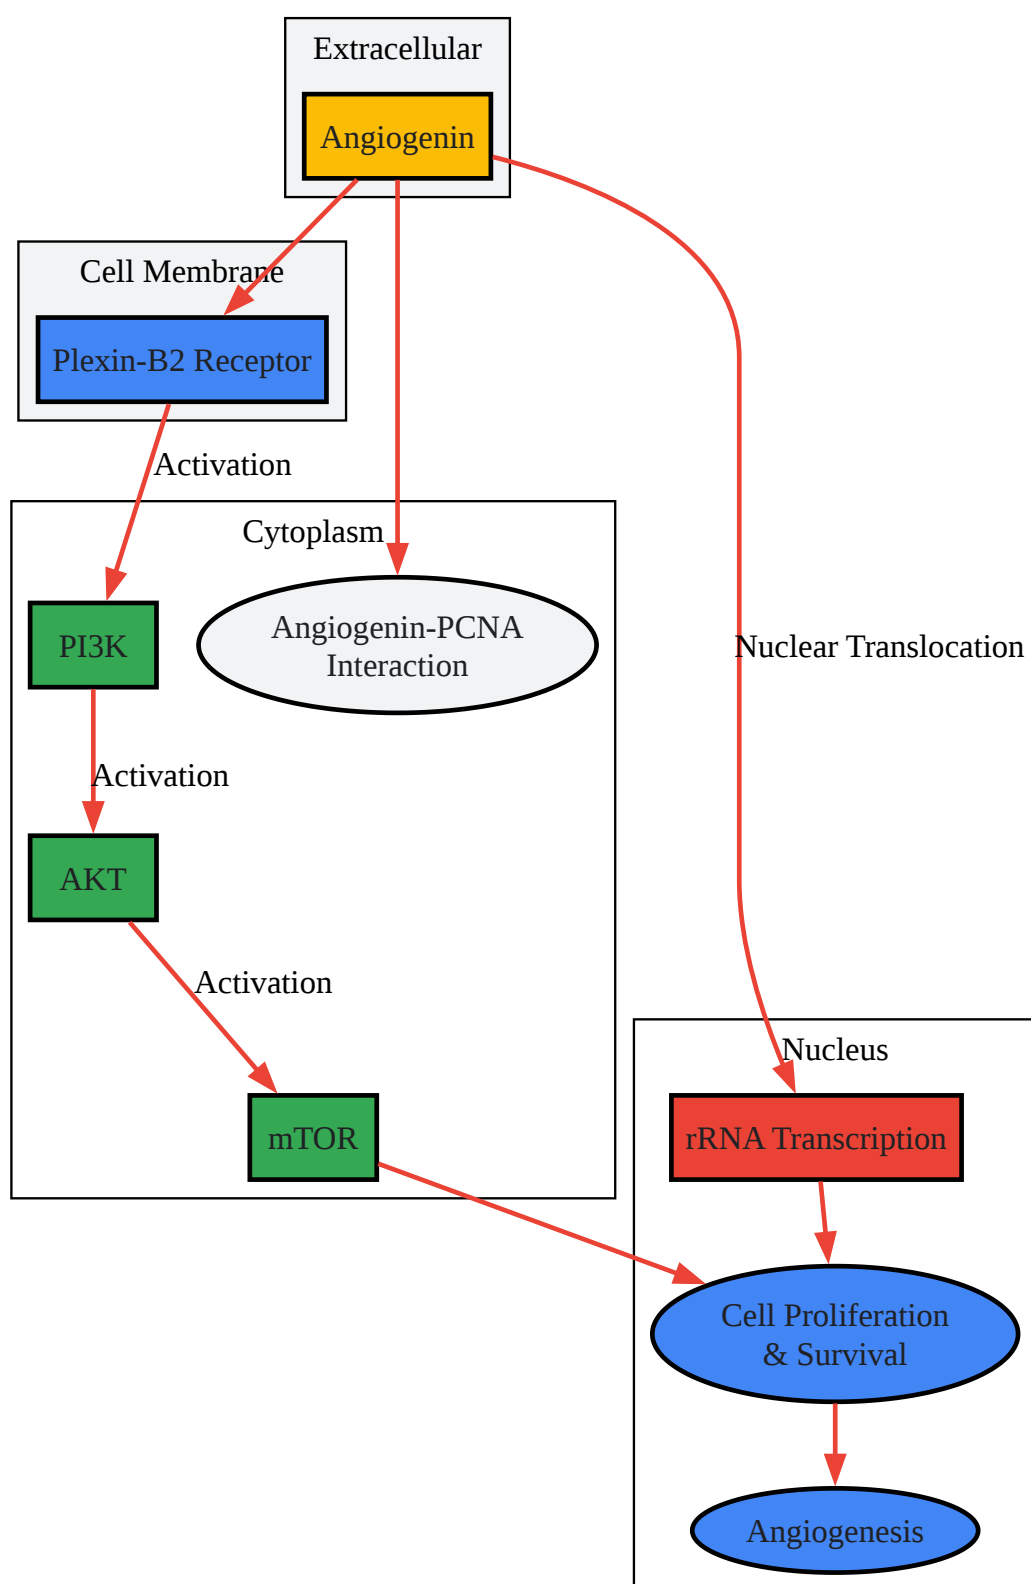 Extracellular
Angiogenin
Cell Membrane
Plexin-B2 Receptor
Activation
Cytoplasm
PI3K
Angiogenin-PCNA
Interaction
Nuclear Translocation
Activation
AKT
Activation
Nucleus
mTOR
rRNA Transcription
Cell Proliferation
& Survival
Angiogenesis